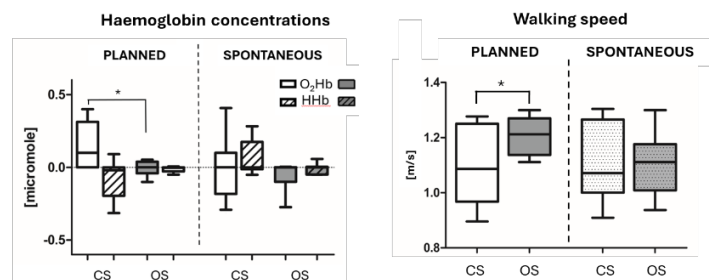 Haemoglobin concentrations
PLANNED
SPONTANEOUS
O₂Hb
HHb
*
[micromole]
0.5
0.0
-0.5
CS
OS
CS
OS
Walking speed
PLANNED
SPONTANEOUS
*
[m/s]
1.4
1.2
1.0
0.8
CS
OS
CS
OS